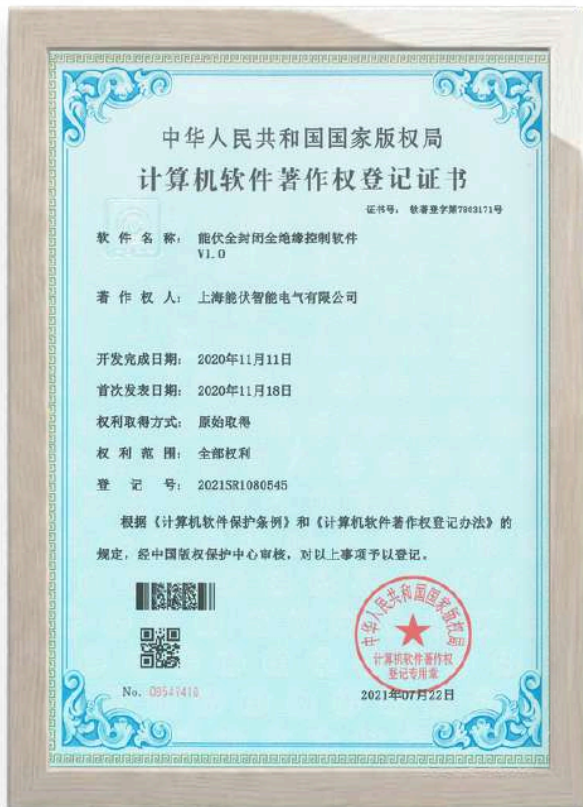 中华人民共和国国家版权局
计算机软件著作权登记证书
证书号： 软著登字第7803171号
软件名称： 能伏全封闭全绝缘控制软件
V1.0
著作权人： 上海能伏智能电气有限公司
开发完成日期： 2020年11月11日
首次发表日期： 2020年11月18日
权利取得方式： 原始取得
权利范围： 全部权利
登记号： 2021SR1080545
根据《计算机软件保护条例》和《计算机软件著作权登记办法》的
规定，经中国版权保护中心审核，对以上事项予以登记。
中华人民共和国国家版权局
计算机软件著作权
登记专用章
No.
2021年07月22日